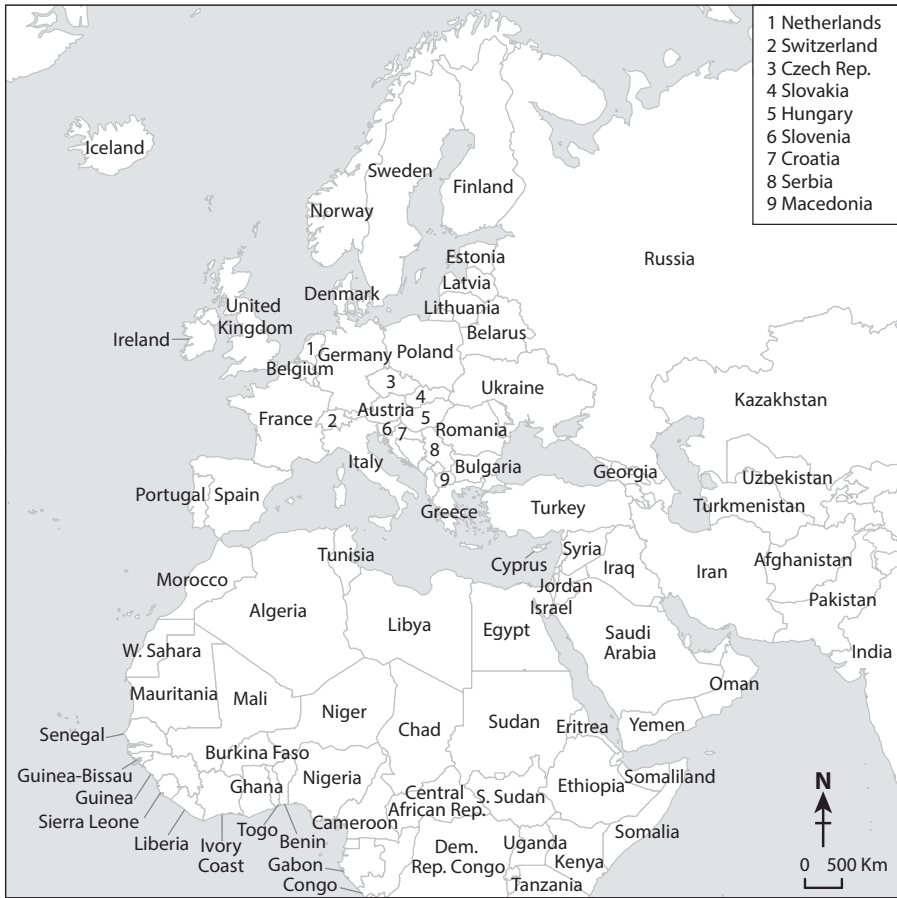 1 Netherlands
2 Switzerland
3 Czech Rep.
4 Slovakia
5 Hungary
6 Slovenia
7 Croatia
8 Serbia
9 Macedonia
Iceland
Sweden
Finland
Norway
Estonia
Russia
Latvia
Denmark
Lithuania
United
Kingdom
Ireland
Belarus
1
Germany
Poland
Belgium
3
Ukraine
4
Kazakhstan
Austria
France
2
5
6
7
Romania
8
Italy
Bulgaria
Georgia
9
Uzbekistan
Portugal
Spain
Turkmenistan
Greece
Turkey
Tunisia
Cyprus
Syria
Afghanistan
Morocco
Iraq
Iran
Jordan
Israel
Pakistan
Algeria
Libya
Egypt
Saudi
Arabia
W. Sahara
India
Mauritania
Mali
Oman
Niger
Chad
Sudan
Eritrea
Yemen
Senegal
Burkina Faso
Guinea-Bissau
Nigeria
Ethiopia
Somaliland
Ghana
Guinea
Central
African Rep.
S. Sudan
Sierra Leone
Cameroon
Togo
Somalia
Liberia
Ivory
Coast
Benin
Uganda
Dem.
Rep. Congo
Gabon
Kenya
Congo
Tanzania
N
0 500 Km